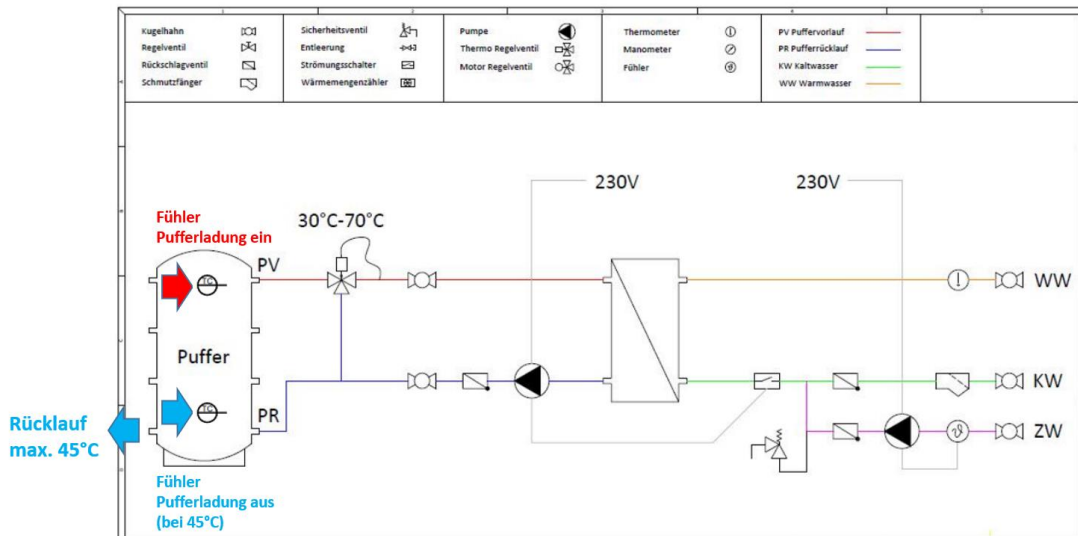 Kugelhahn
Regelventil
Rückschlagventil
Schmutzfänger
Sicherheitsventil
Entleerung
Strömungsschalter
Wärmemengenzähler
Pumpe
Thermo Regelventil
Motor Regelventil
Thermometer
Manometer
Fühler
PV Puffervorlauf
PR Pufferrücklauf
KW Kaltwasser
WW Warmwasser
230V
230V
30°C-70°C
Fühler
Pufferladung ein
PV
WW
Puffer
KW
PR
ZW
Rücklauf
max. 45°C
Fühler
Pufferladung aus
(bei 45°C)